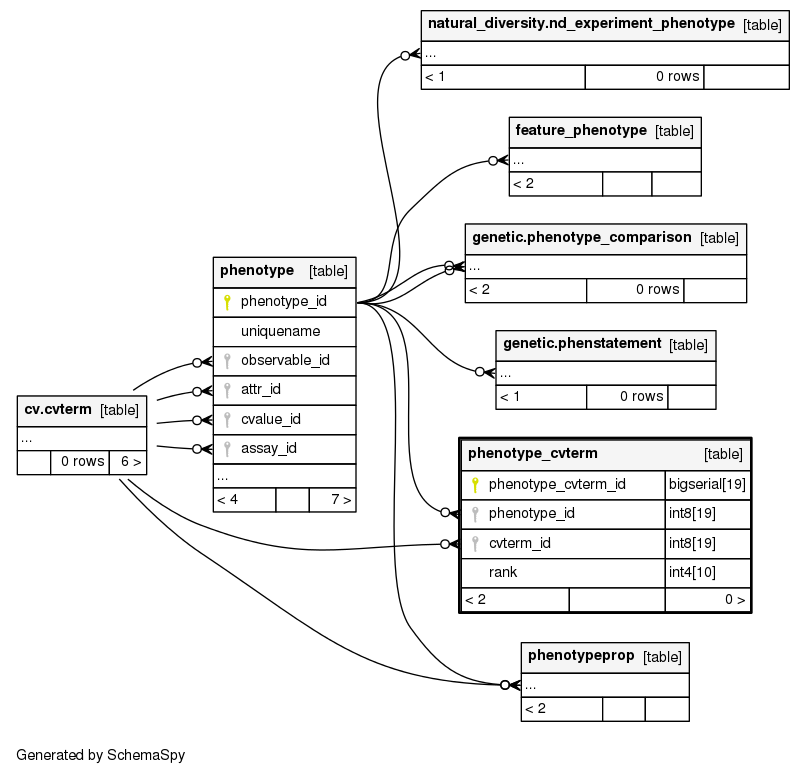 natural_diversity.nd_experiment_phenotype [table]
...
< 1 0 rows
feature_phenotype [table]
...
< 2
genetic.phenotype_comparison [table]
...
< 2 0 rows
genetic.phenstatement [table]
...
< 1 0 rows
phenotype [table]
phenotype_id
uniquename
observable_id
attr_id
cvalue_id
assay_id
...
< 4 7 >
cv.cvterm [table]
...
0 rows 6 >
phenotype_cvterm [table]
phenotype_cvterm_id bigserial[19]
phenotype_id int8[19]
cvterm_id int8[19]
rank int4[10]
< 2 0 >
phenotypeprop [table]
...
< 2
Generated by SchemaSpy